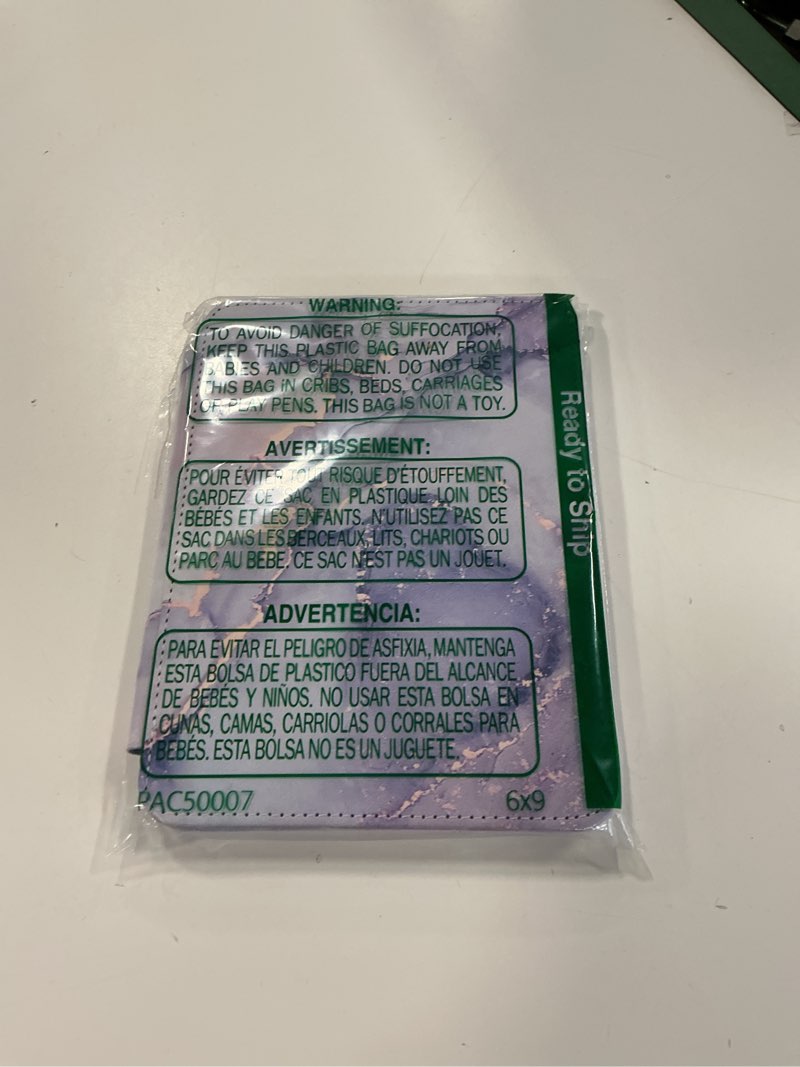 WARNING:
TO AVOID DANGER OF SUFFOCATION,
KEEP THIS PLASTIC BAG AWAY FROM
BABIES AND CHILDREN. DO NOT USE
THIS BAG IN CRIBS, BEDS, CARRIAGES
OR PLAY PENS. THIS BAG IS NOT A TOY.
AVERTISSEMENT:
POUR ÉVITER TOUT RISQUE D'ÉTOUFFEMENT,
GARDEZ CE SAC EN PLASTIQUE LOIN DES
BÉBÉS ET LES ENFANTS. N'UTILISEZ PAS CE
SAC DANS LES BERCEAUX, LITS, CHARIOTS OU
PARC AU BEBE. CE SAC N'EST PAS UN JOUET.
ADVERTENCIA:
PARA EVITAR EL PELIGRO DE ASFIXIA, MANTENGA
ESTA BOLSA DE PLASTICO FUERA DEL ALCANCE
DE BEBÉS Y NIÑOS. NO USAR ESTA BOLSA EN
CUNAS, CAMAS, CARRIOLAS O CORRALES PARA
BEBÉS. ESTA BOLSA NO ES UN JUGUETE.
PAC50007 6x9
Ready to Ship